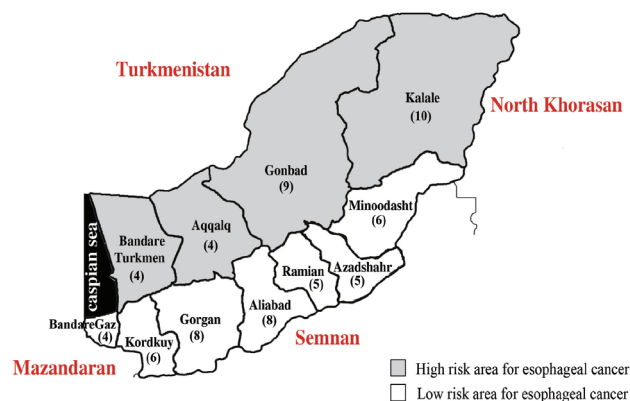 Turkmenistan
North Khorasan
Kalale
(10)
Gonbad
(9)
Minoodasht
(6)
Aqqalq
(4)
Bandare
Turkmen
(4)
caspian sea
Azadshahr
(5)
Ramian
(5)
Aliabad
(8)
Gorgan
(8)
BandareGaz
(4)
Kordkuy
(6)
Semnan
Mazandaran
High risk area for esophageal cancer
Low risk area for esophageal cancer